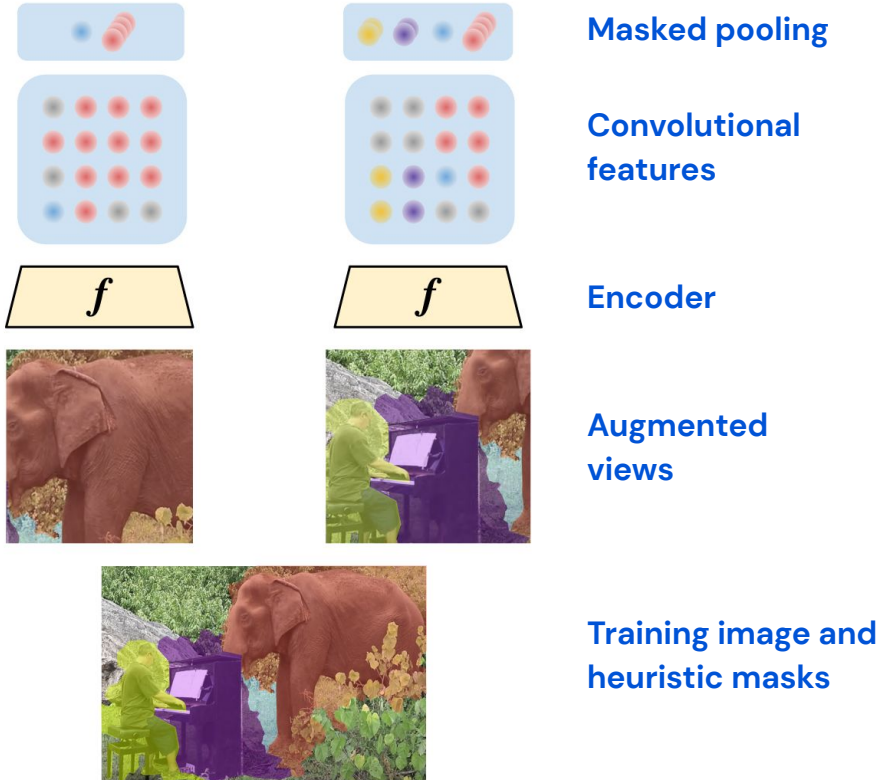 Masked pooling
Convolutional
features
f
f
Encoder
Augmented
views
Training image and
heuristic masks